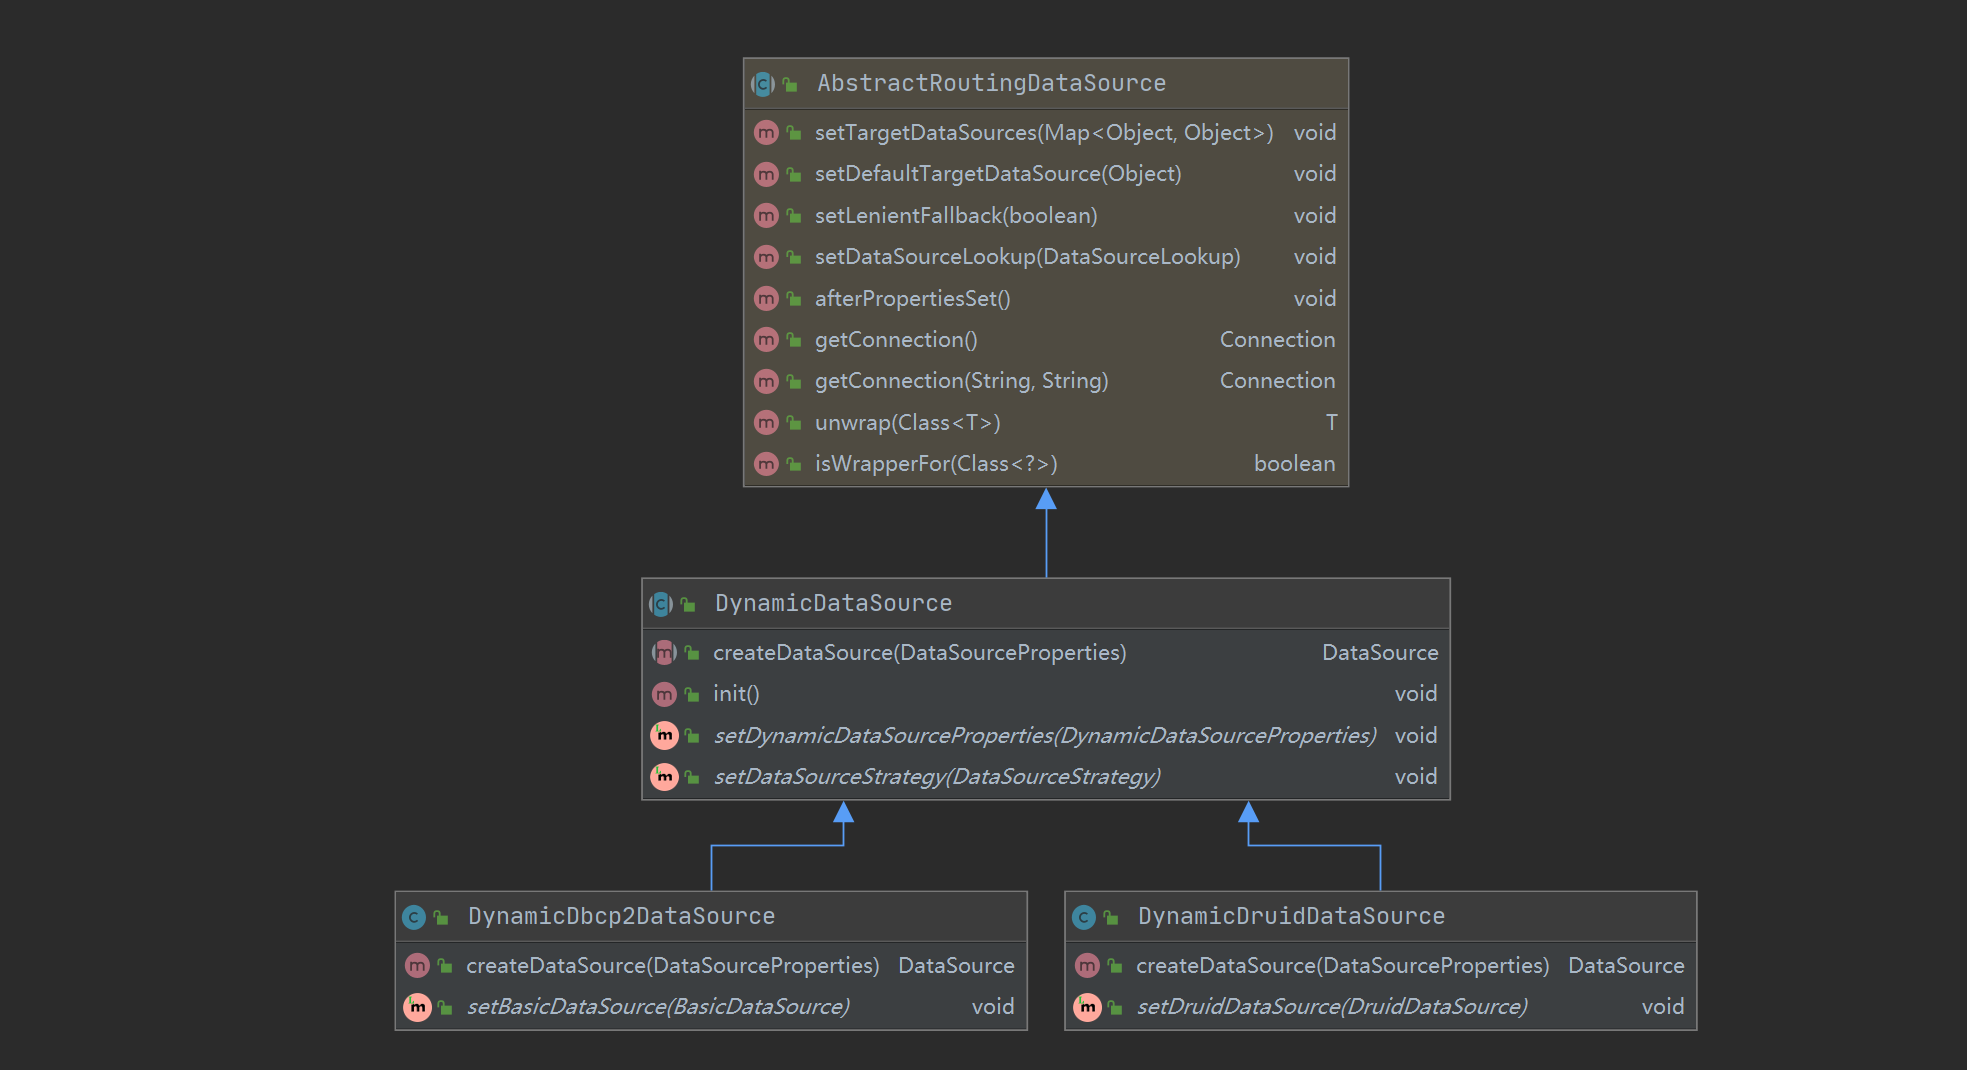 AbstractRoutingDataSource
setTargetDataSources(Map<Object, Object>) void
setDefaultTargetDataSource(Object) void
setLenientFallback(boolean) void
setDataSourceLookup(DataSourceLookup) void
afterPropertiesSet() void
getConnection() Connection
getConnection(String, String) Connection
unwrap(Class<T>) T
isWrapperFor(Class<?>) boolean
DynamicDataSource
createDataSource(DataSourceProperties) DataSource
init() void
setDynamicDataSourceProperties(DynamicDataSourceProperties) void
setDataSourceStrategy(DataSourceStrategy) void
DynamicDbcp2DataSource
createDataSource(DataSourceProperties) DataSource
setBasicDataSource(BasicDataSource) void
DynamicDruidDataSource
createDataSource(DataSourceProperties) DataSource
setDruidDataSource(DruidDataSource) void